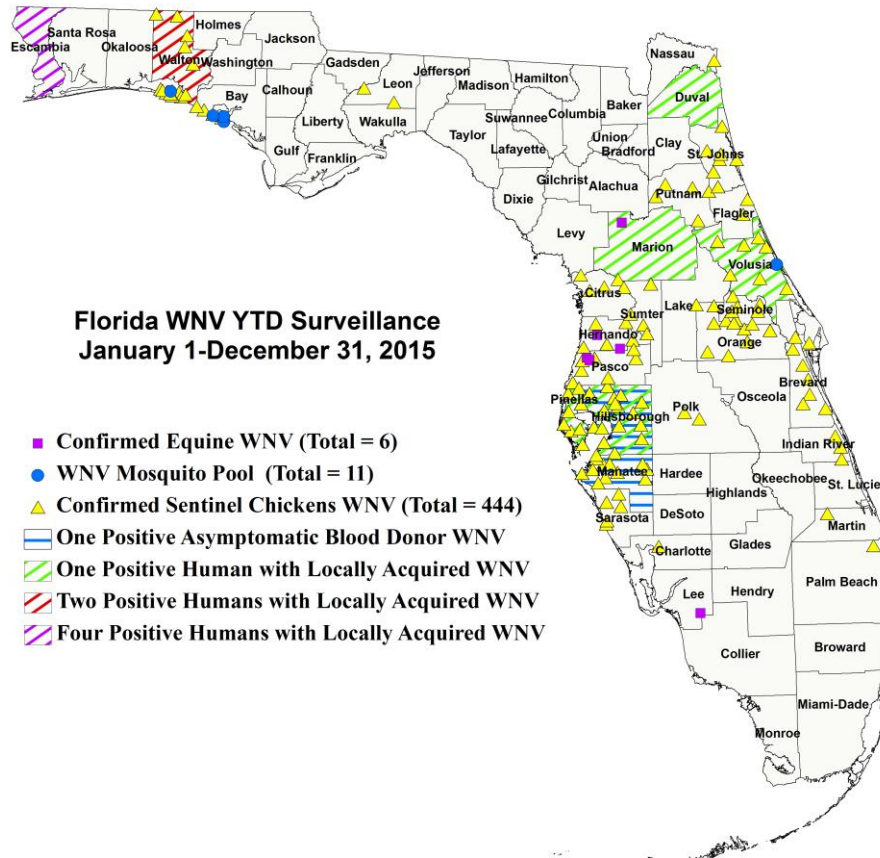 Holmes
Santa Rosa
Jackson
Escambia
Okaloosa
Walton
Washington
Gadsden
Leon
Jefferson
Madison
Hamilton
Nassau
Duval
Bay
Calhoun
Liberty
Wakulla
Taylor
Suwannee
Columbia
Baker
Union
Bradford
Clay
St. Johns
Gulf
Franklin
Lafayette
Dixie
Gilchrist
Alachua
Putnam
Flagler
Levy
Marion
Volusia
Florida WNV YTD Surveillance
January 1-December 31, 2015
Citrus
Sumter
Lake
Seminole
Hernando
Orange
Pasco
Brevard
Osceola
Pinellas
Hillsborough
Polk
Indian River
Manatee
Hardee
Okeechobee
Highlands
St. Lucie
Sarasota
DeSoto
Martin
Charlotte
Glades
Lee
Hendry
Palm Beach
Collier
Broward
Miami-Dade
Monroe
Confirmed Equine WNV (Total = 6)
WNV Mosquito Pool (Total = 11)
Confirmed Sentinel Chickens WNV (Total = 444)
One Positive Asymptomatic Blood Donor WNV
One Positive Human with Locally Acquired WNV
Two Positive Humans with Locally Acquired WNV
Four Positive Humans with Locally Acquired WNV